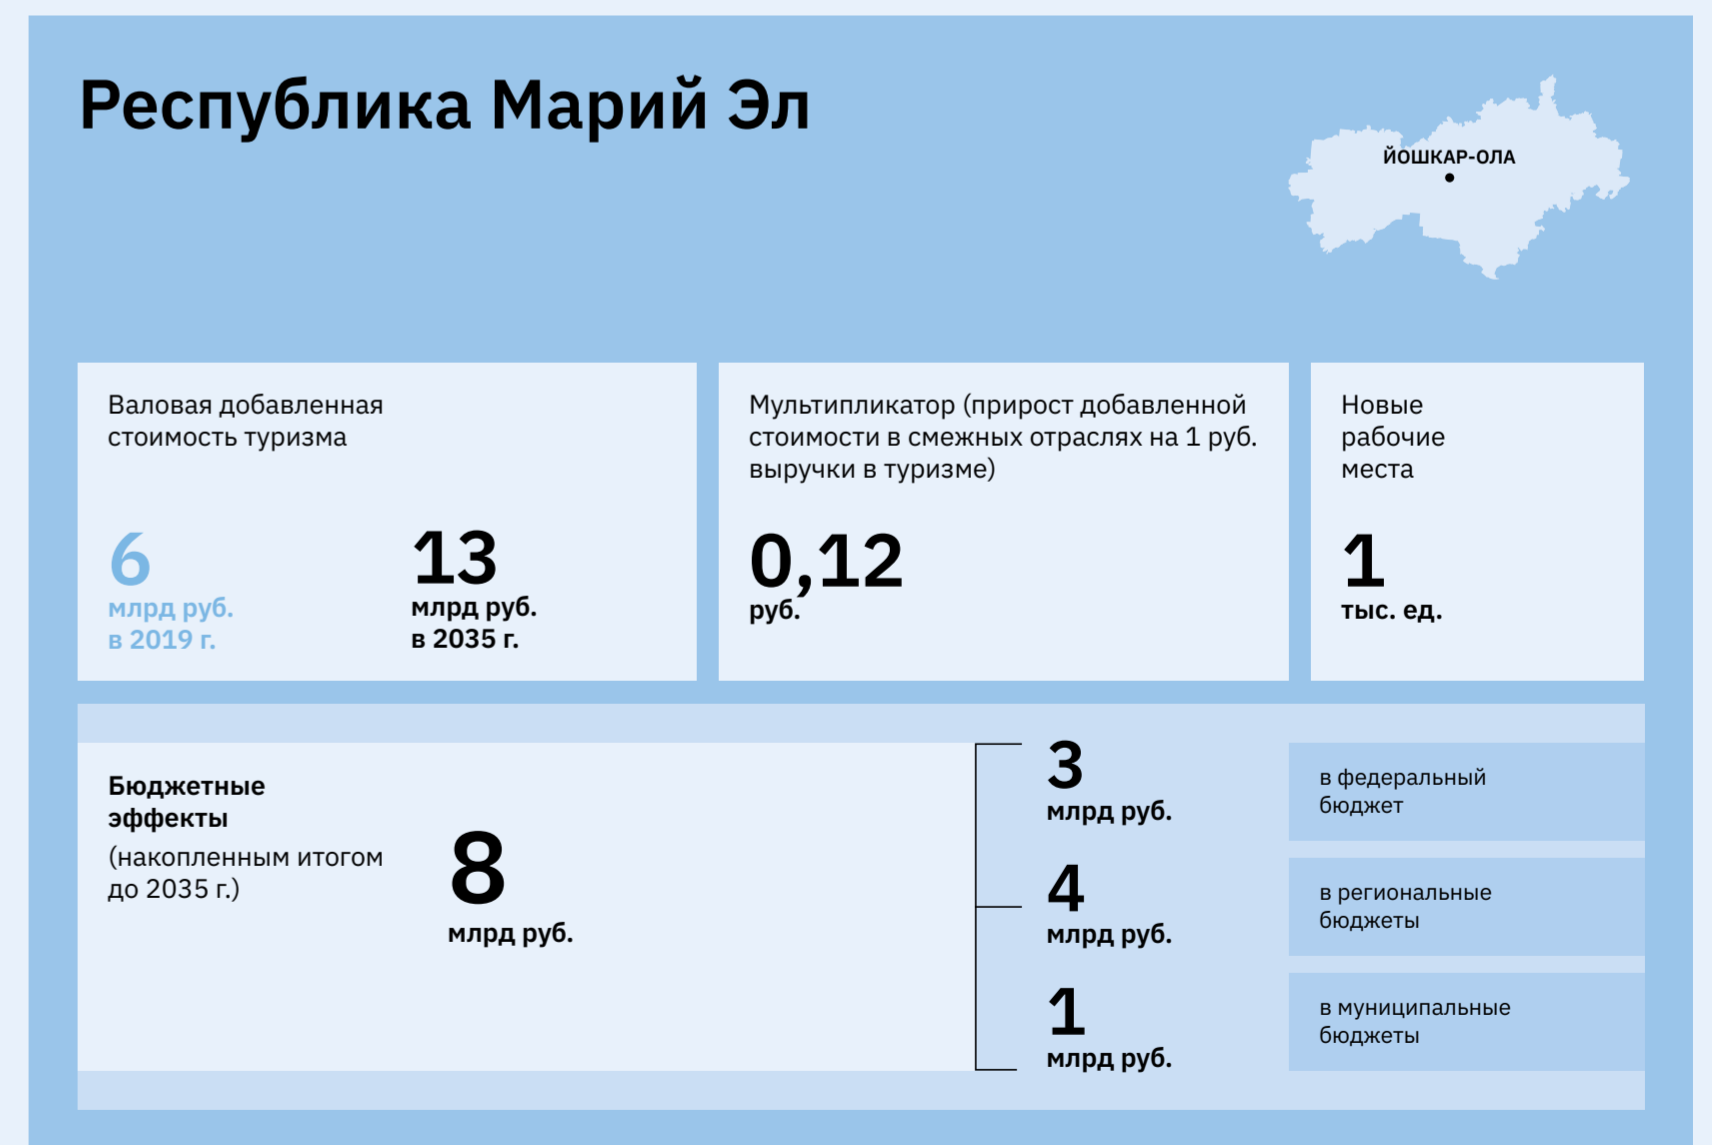 Республика Марий Эл
ЙОШКАР-ОЛА
Валовая добавленная
стоимость туризма
6
млрд руб.
в 2019 г.
13
млрд руб.
в 2035 г.
Мультипликатор (прирост добавленной
стоимости в смежных отраслях на 1 руб.
выручки в туризме)
0,12
руб.
Новые
рабочие
места
1
тыс. ед.
Бюджетные
эффекты
(накопленным итогом
до 2035 г.)
8
млрд руб.
3
млрд руб.
в федеральный
бюджет
4
млрд руб.
в региональные
бюджеты
1
млрд руб.
в муниципальные
бюджеты